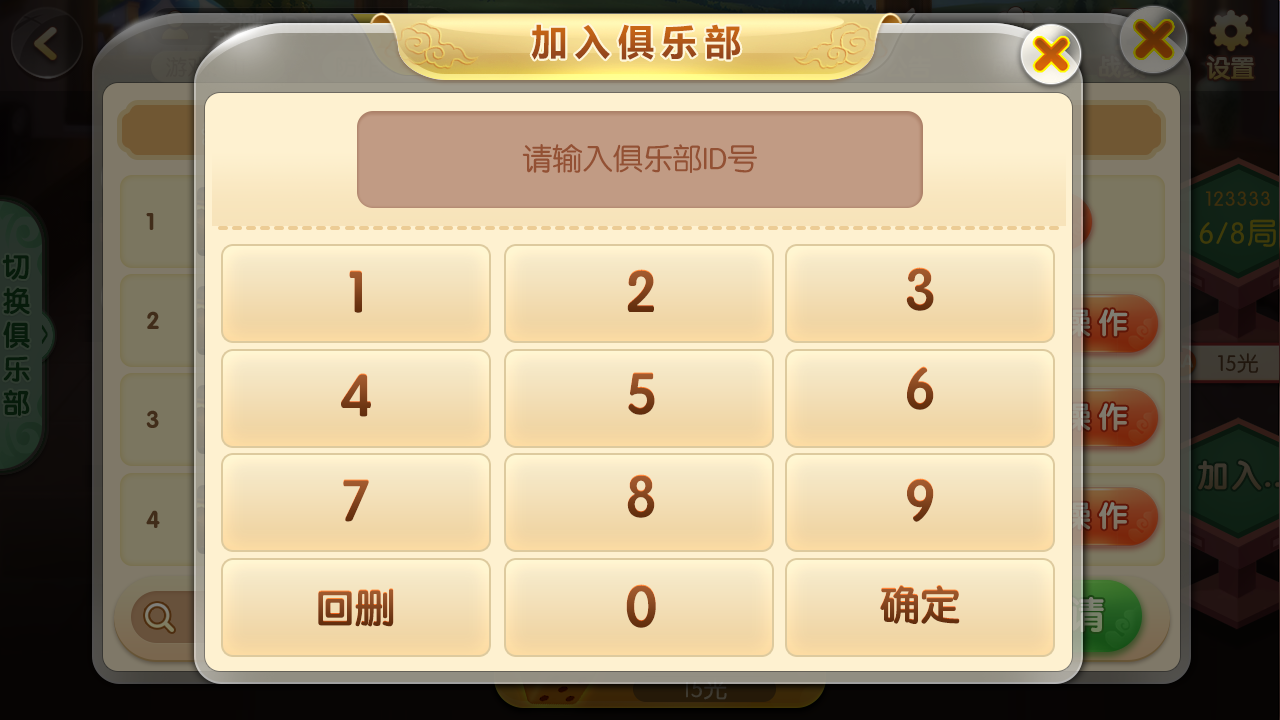 加入俱乐部
设置
请输入俱乐部ID号
123333
6/8局
切换俱乐部
1
2
3
4
1 2 3
4 5 6
7 8 9
回删 0 确定
操作
操作
操作
15光
加入..
请
15光